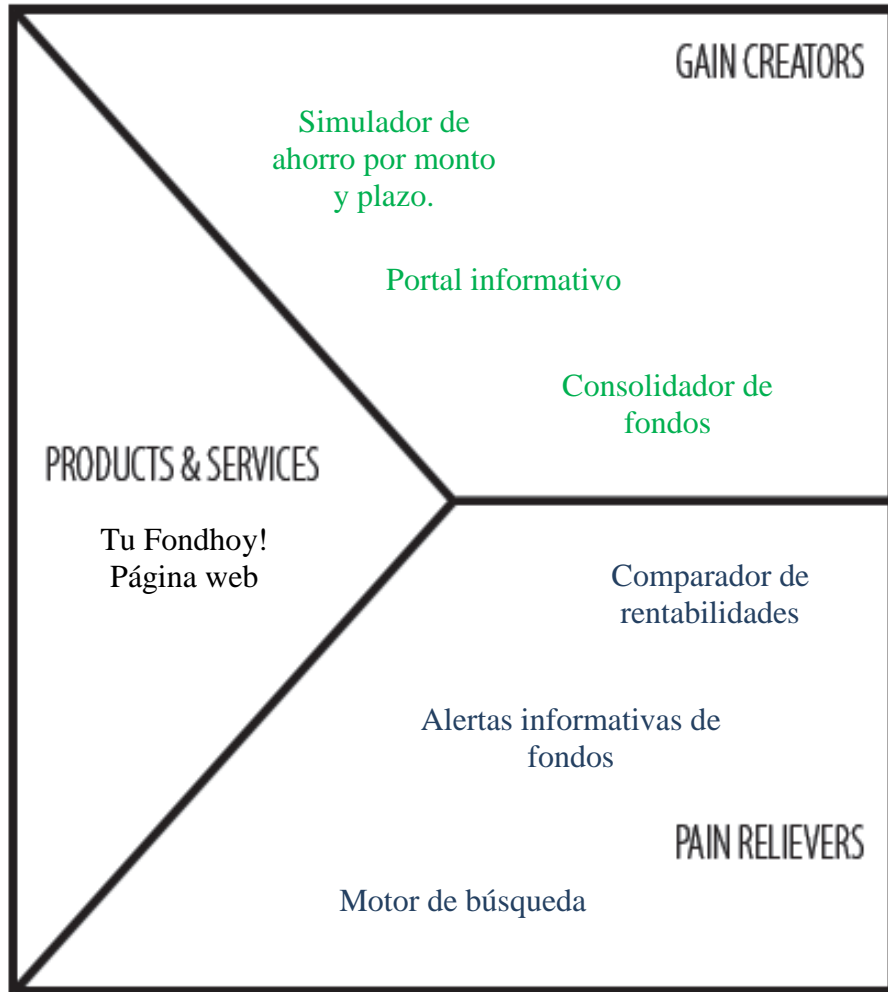 GAIN CREATORS
Simulador de
ahorro por monto
y plazo.
Portal informativo
Consolidador de
fondos
PRODUCTS & SERVICES
Tu Fondhoy!
Página web
Comparador de
rentabilidades
Alertas informativas de
fondos
PAIN RELIEVERS
Motor de búsqueda